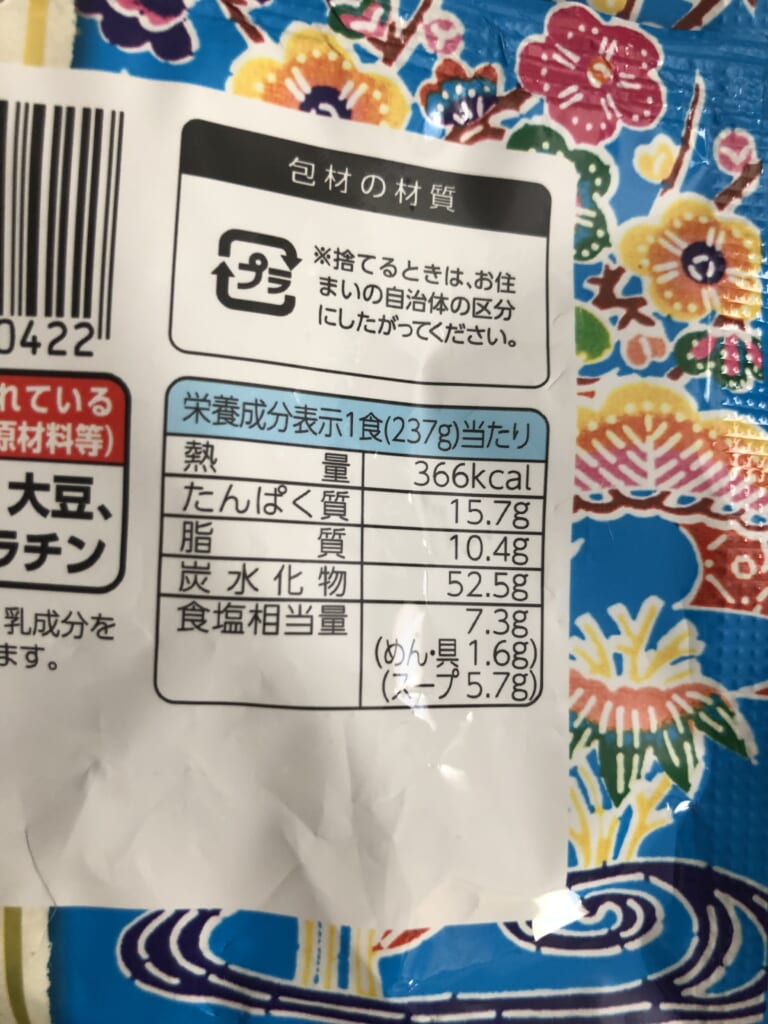 包材の材質
プラ
※捨てるときは、お住
まいの自治体の区分
にしたがってください。
0422
れている
原材料等)
大豆、
ラチン
乳成分を
ます。
栄養成分表示1食(237g)当たり
熱量 366kcal
たんぱく質 15.7g
脂質 10.4g
炭水化物 52.5g
食塩相当量 7.3g
(めん・具 1.6g)
(スープ 5.7g)